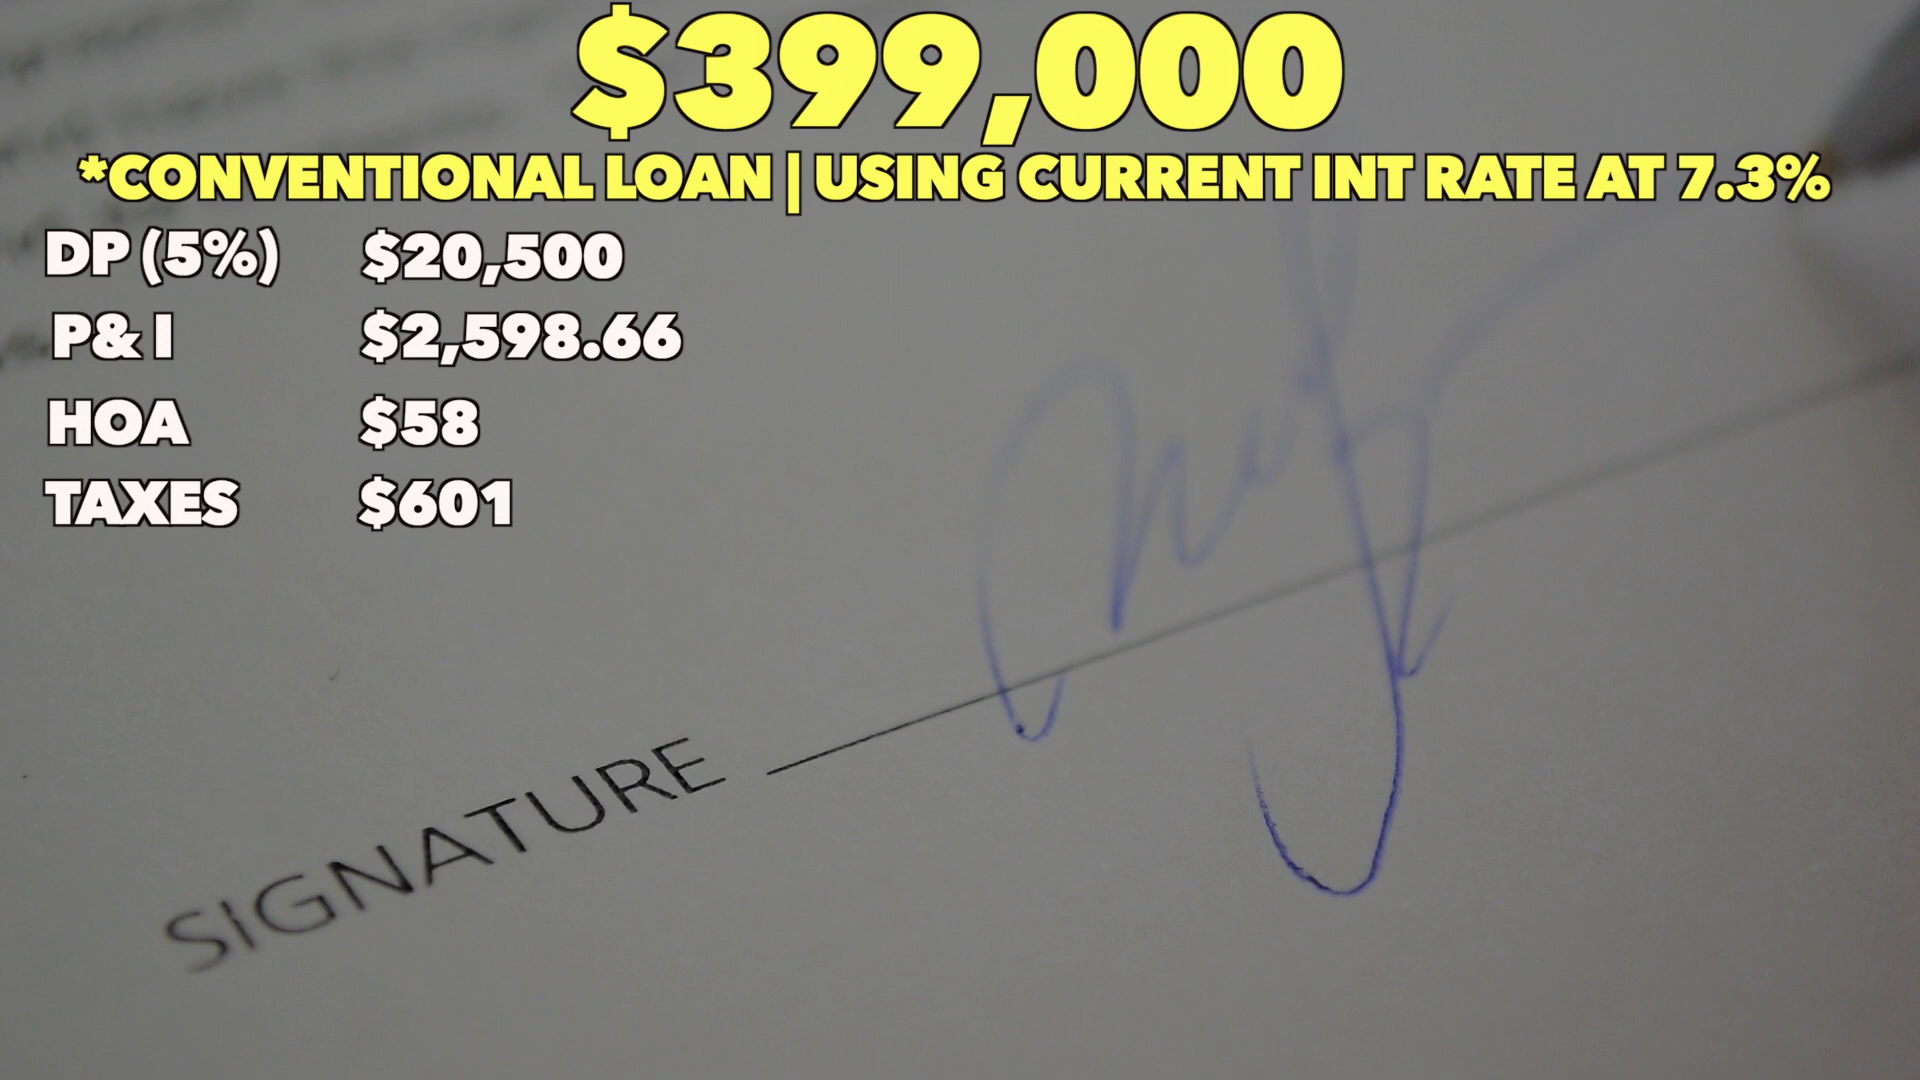 $399,000
*CONVENTIONAL LOAN | USING CURRENT INT RATE AT 7.3%
DP (5%) $20,500
P& I $2,598.66
HOA $58
TAXES $601
SIGNATURE